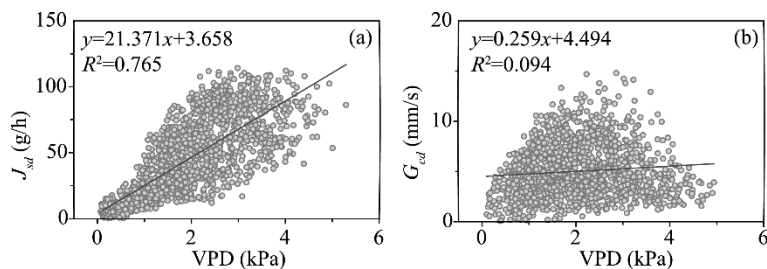 y=21.371x+3.658
R²=0.765
(a)
150
100
50
0
J_sd (g/h)
0
2
4
6
VPD (kPa)
y=0.259x+4.494
R²=0.094
(b)
20
10
0
G_cd (mm/s)
0
2
4
6
VPD (kPa)